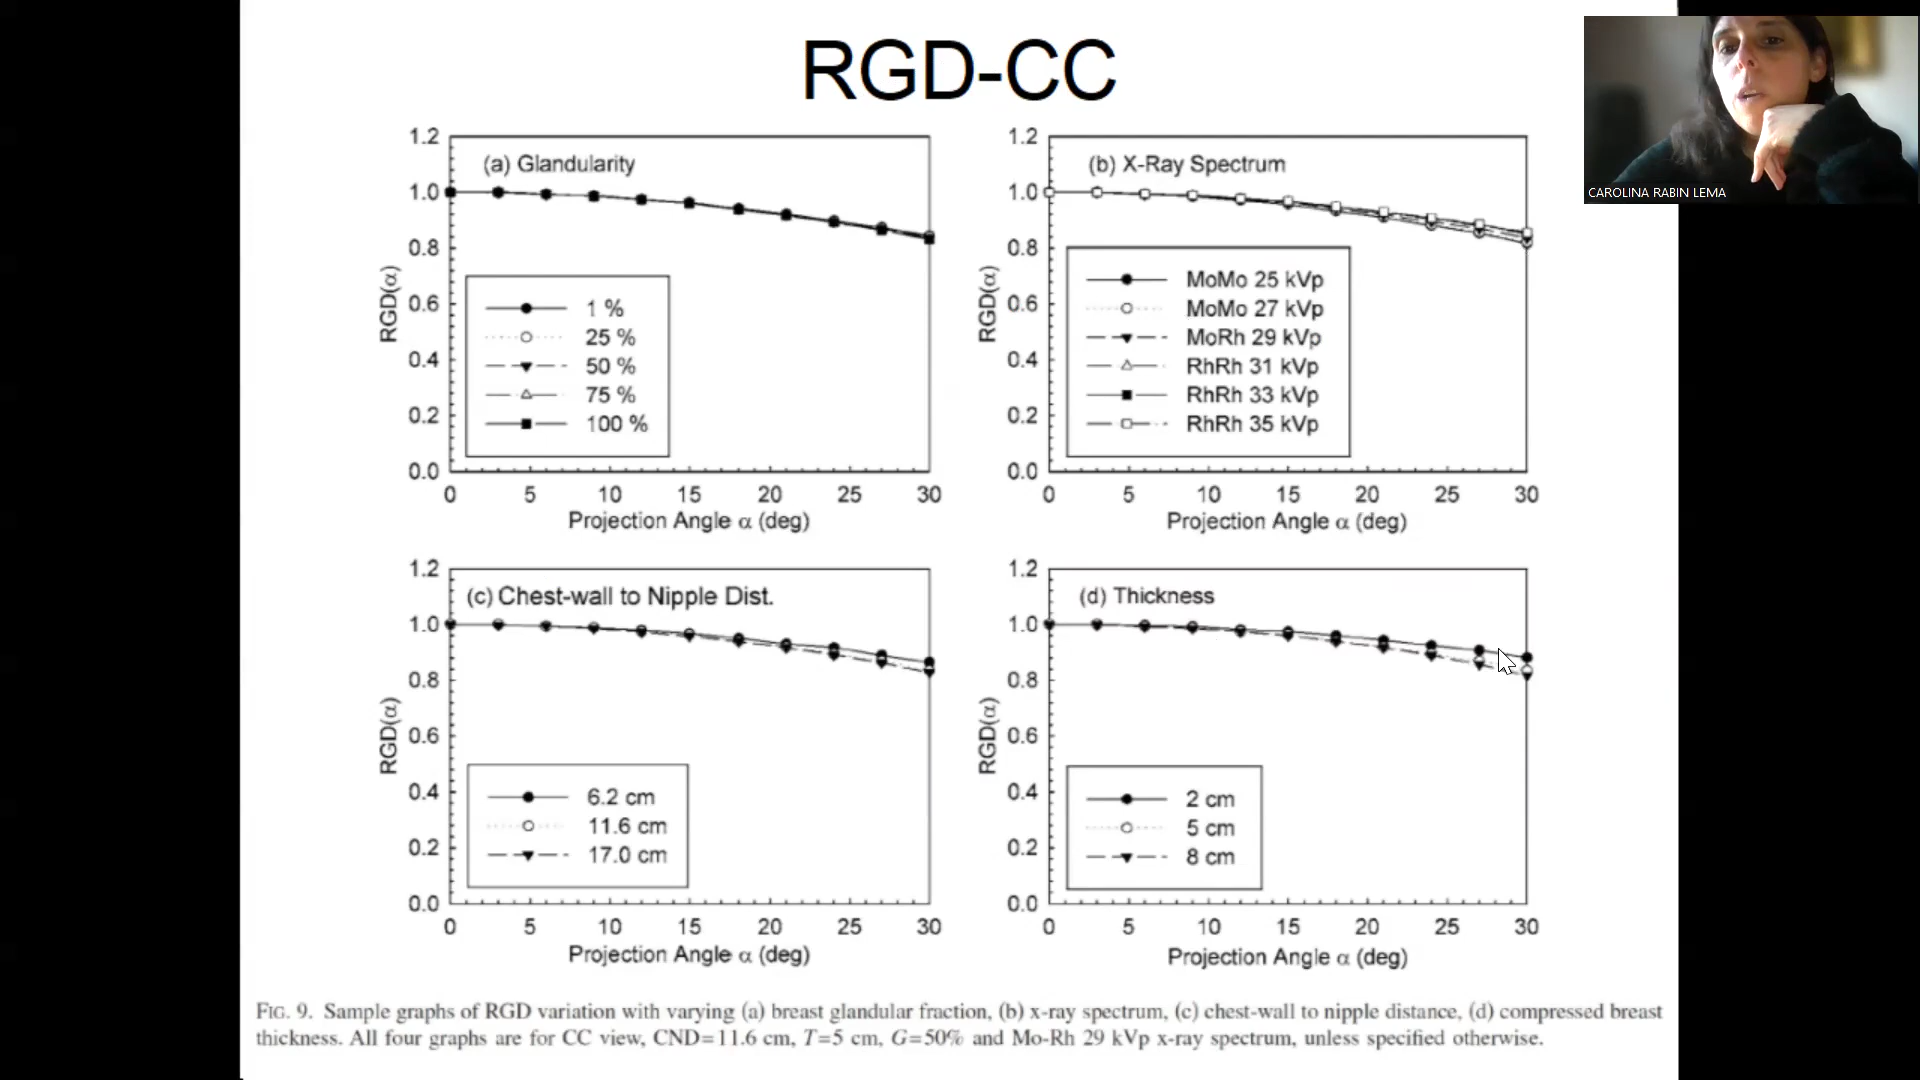 RGD-CC
CAROLINA RABIN LEMA
(a) Glandularity
1.2
1.0
0.8
0.6
0.4
0.2
0.0
RGD(α)
1 %
25 %
50 %
75 %
100 %
0 5 10 15 20 25 30
Projection Angle α (deg)
(b) X-Ray Spectrum
1.2
1.0
0.8
0.6
0.4
0.2
0.0
RGD(α)
MoMo 25 kVp
MoMo 27 kVp
MoRh 29 kVp
RhRh 31 kVp
RhRh 33 kVp
RhRh 35 kVp
0 5 10 15 20 25 30
Projection Angle α (deg)
(c) Chest-wall to Nipple Dist.
1.2
1.0
0.8
0.6
0.4
0.2
0.0
RGD(α)
6.2 cm
11.6 cm
17.0 cm
0 5 10 15 20 25 30
Projection Angle α (deg)
(d) Thickness
1.2
1.0
0.8
0.6
0.4
0.2
0.0
RGD(α)
2 cm
5 cm
8 cm
0 5 10 15 20 25 30
Projection Angle α (deg)
FIG. 9. Sample graphs of RGD variation with varying (a) breast glandular fraction, (b) x-ray spectrum, (c) chest-wall to nipple distance, (d) compressed breast
thickness. All four graphs are for CC view, CND=11.6 cm, T=5 cm, G=50% and Mo-Rh 29 kVp x-ray spectrum, unless specified otherwise.